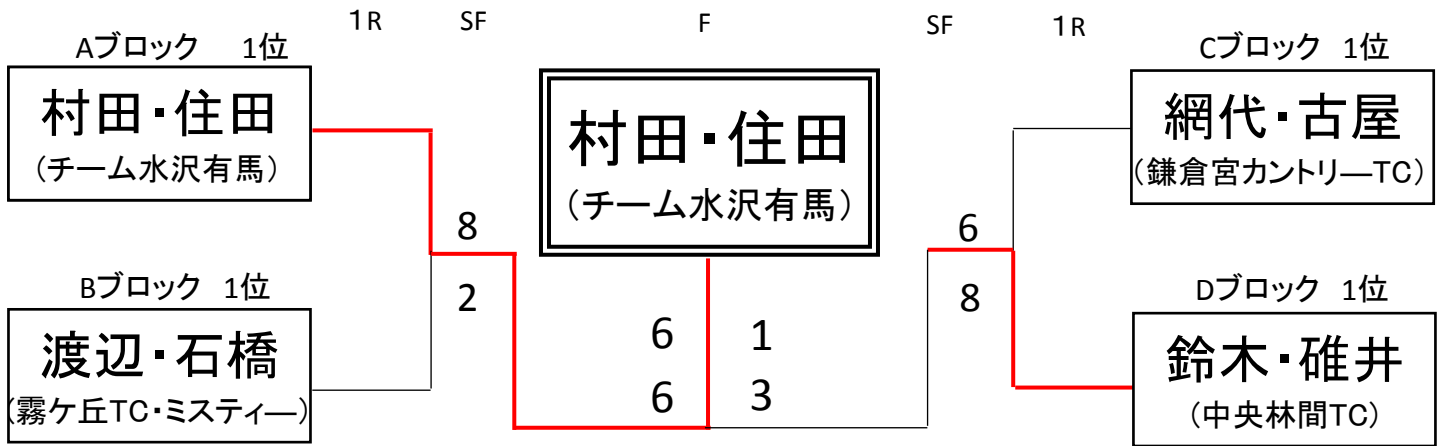 1R SF F SF 1R
Aブロック 1位
村田・住田
(チーム水沢有馬)
Bブロック 1位
渡辺・石橋
(霧ケ丘TC・ミスティ―)
8
2
村田・住田
(チーム水沢有馬)
6 1
6 3
6
8
Cブロック 1位
網代・古屋
(鎌倉宮カントリ―TC)
Dブロック 1位
鈴木・碓井
(中央林間TC)